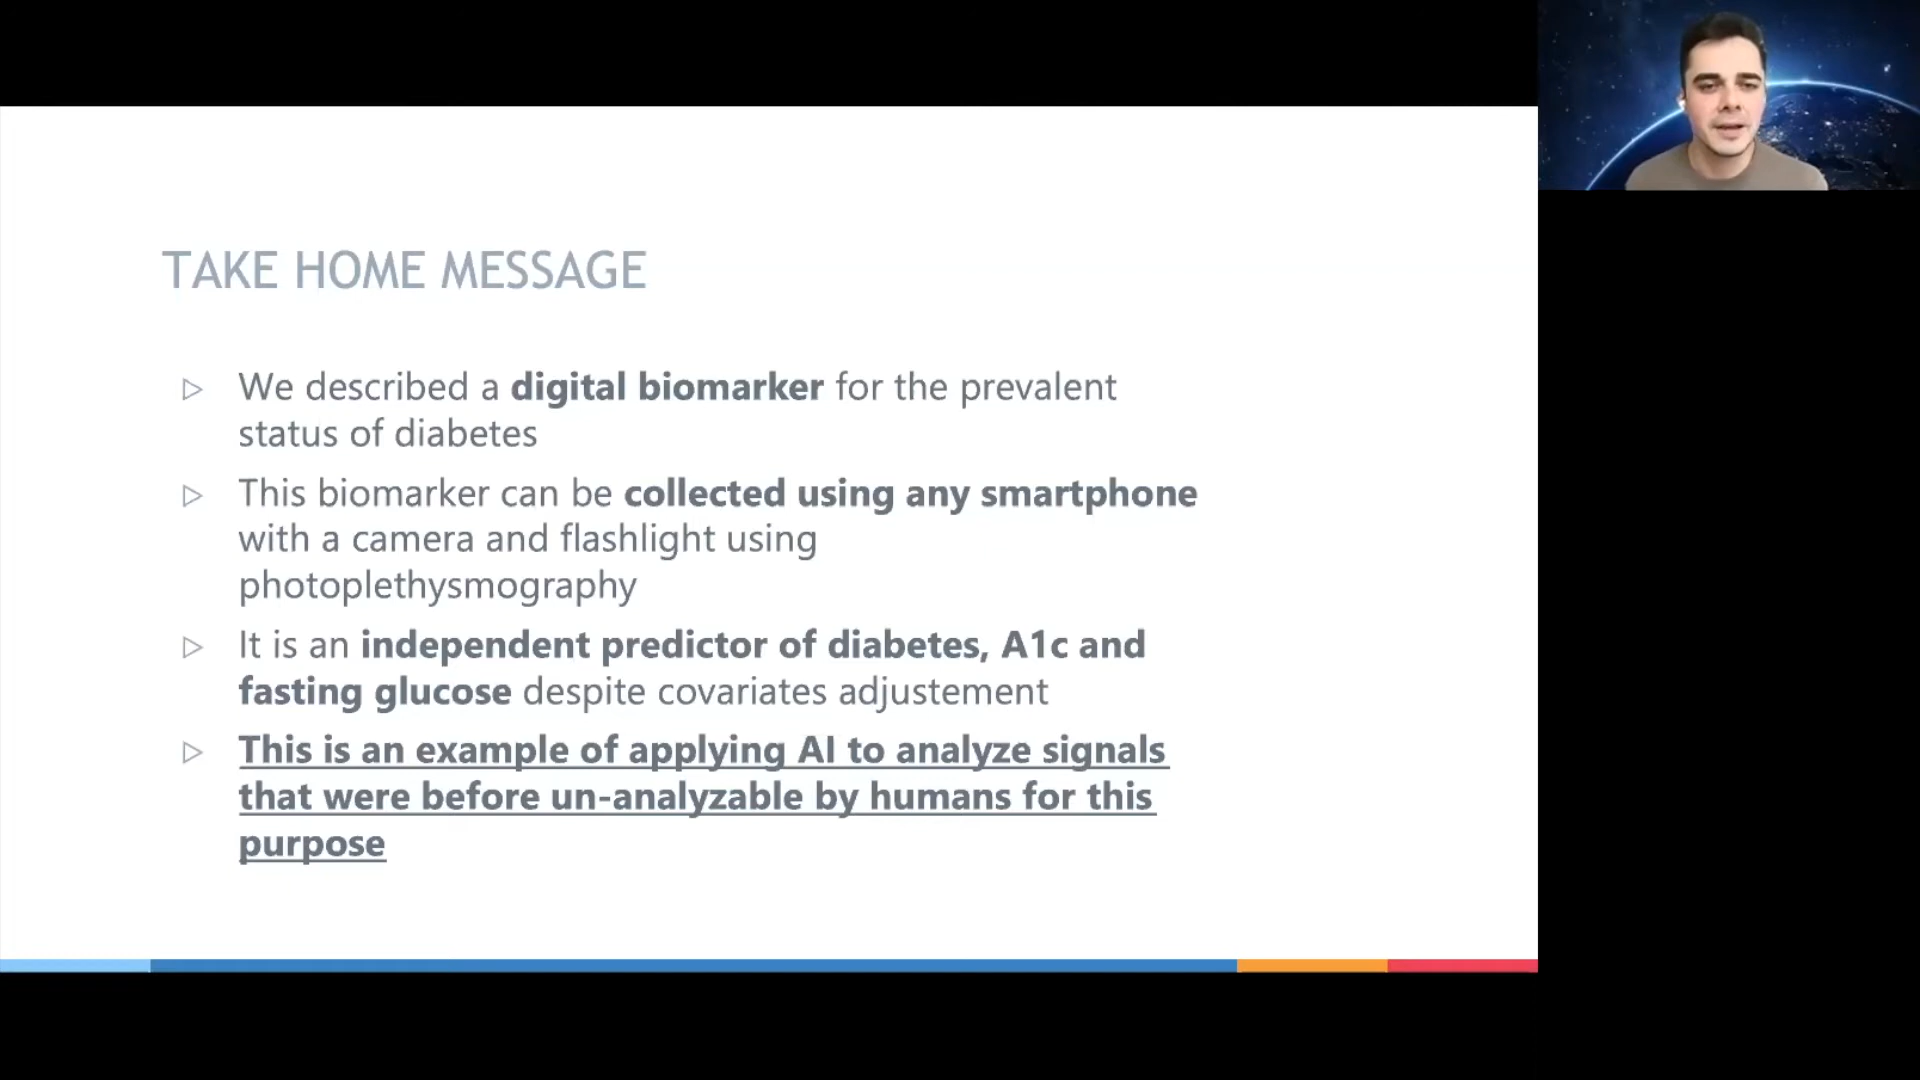 TAKE HOME MESSAGE
We described a digital biomarker for the prevalent
status of diabetes
This biomarker can be collected using any smartphone
with a camera and flashlight using
photoplethysmography
It is an independent predictor of diabetes, A1c and
fasting glucose despite covariates adjustement
This is an example of applying AI to analyze signals
that were before un-analyzable by humans for this
purpose